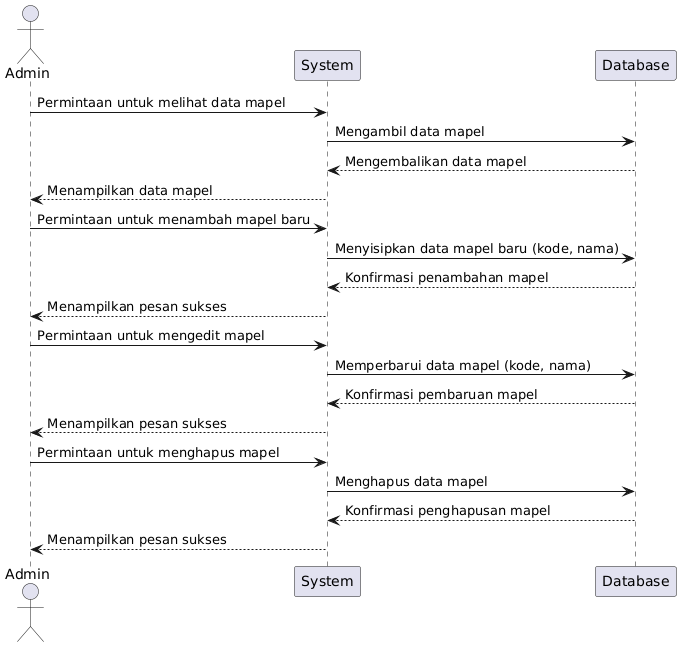 Admin
System
Database
Permintaan untuk melihat data mapel
Mengambil data mapel
Mengembalikan data mapel
Menampilkan data mapel
Permintaan untuk menambah mapel baru
Menyisipkan data mapel baru (kode, nama)
Konfirmasi penambahan mapel
Menampilkan pesan sukses
Permintaan untuk mengedit mapel
Memperbarui data mapel (kode, nama)
Konfirmasi pembaruan mapel
Menampilkan pesan sukses
Permintaan untuk menghapus mapel
Menghapus data mapel
Konfirmasi penghapusan mapel
Menampilkan pesan sukses
Admin
System
Database